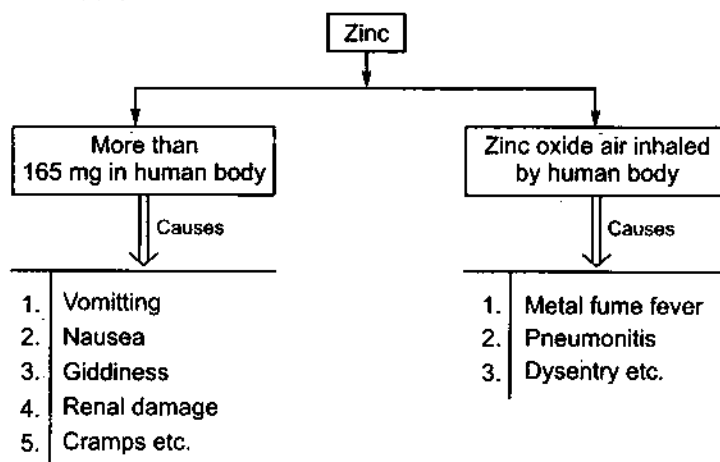 Zinc
More than
165 mg in human body
Causes
1. Vomitting
2. Nausea
3. Giddiness
4. Renal damage
5. Cramps etc.
Zinc oxide air inhaled
by human body
Causes
1. Metal fume fever
2. Pneumonitis
3. Dysentry etc.